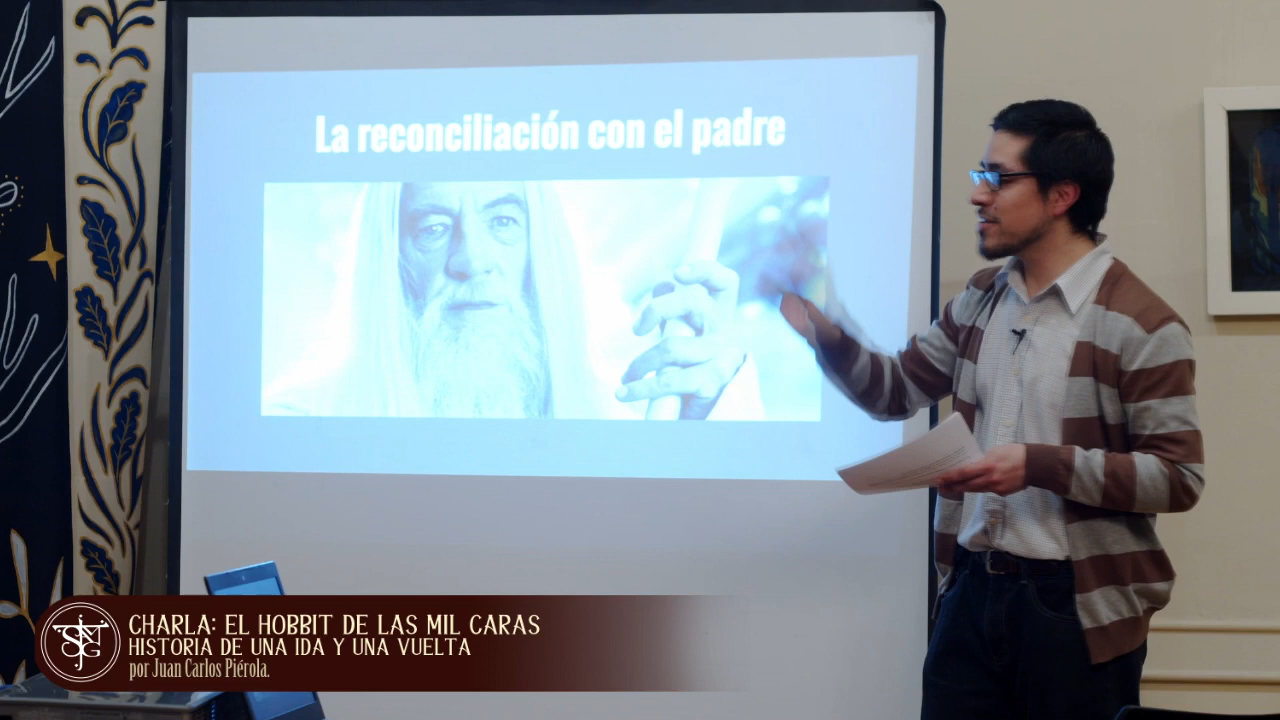 La reconciliación con el padre
CHARLA: EL HOBBIT DE LAS MIL CARAS
HISTORIA DE UNA IDA Y UNA VUELTA
por Juan Carlos Piérola.